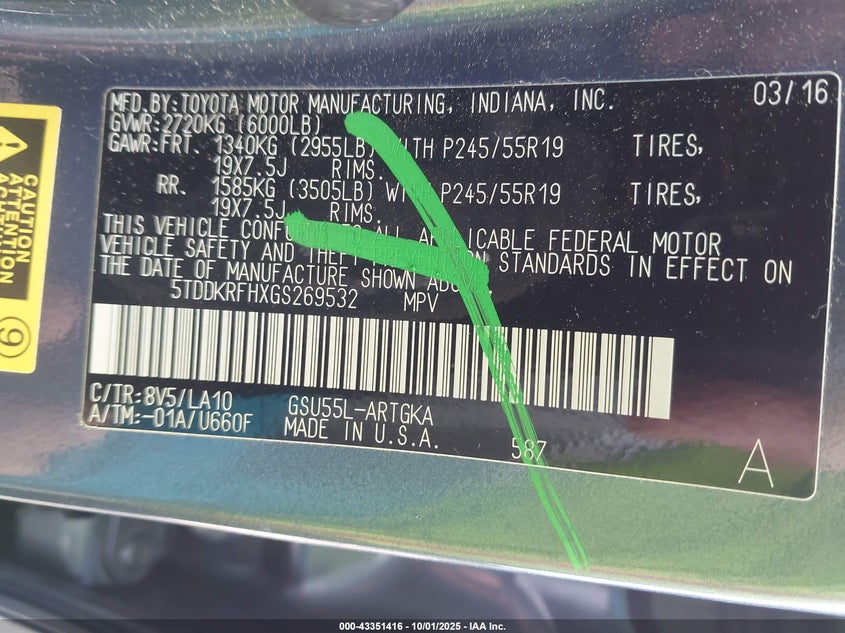 MFD.BY:TOYOTA MOTOR MANUFACTURING, INDIANA, INC. 03/16
GVWR:2720KG (6000LB)
GAWR:FRT. 1340KG (2955LB) WITH P245/55R19 TIRES,
19X7.5J RIMS.
RR. 1585KG (3505LB) WITH P245/55R19 TIRES,
19X7.5J RIMS.
THIS VEHICLE CONFORMS TO ALL APPLICABLE FEDERAL MOTOR
VEHICLE SAFETY AND THEFT PREVENTION STANDARDS IN EFFECT ON
THE DATE OF MANUFACTURE SHOWN ABOVE.
5TDDKRFHXGS269532 MPV
C/TR:8V5/LA10 GSU55L-ARTGKA
A/TM:-01A/U660F MADE IN U.S.A.
587
A
CAUTION
ATTENTION
9
000-43351416 - 10/01/2025 - IAA Inc.